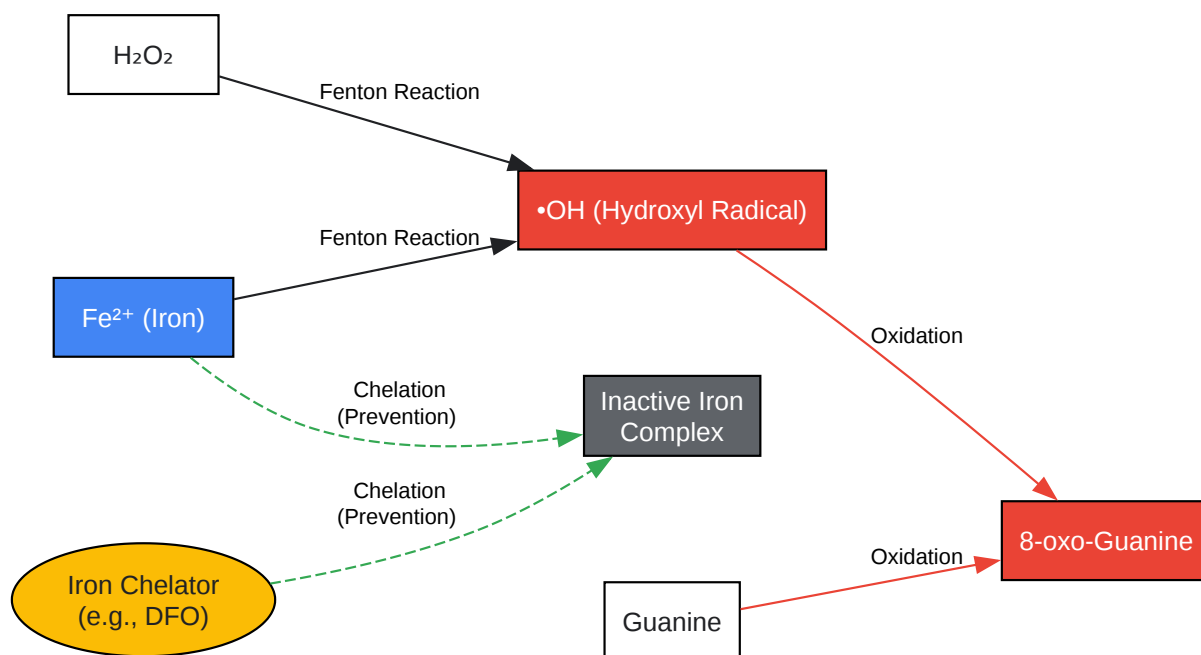 H₂O₂
Fenton Reaction
•OH (Hydroxyl Radical)
Fenton Reaction
Fe²⁺ (Iron)
Oxidation
Chelation
(Prevention)
Inactive Iron
Complex
Chelation
(Prevention)
8-oxo-Guanine
Oxidation
Iron Chelator
(e.g., DFO)
Guanine